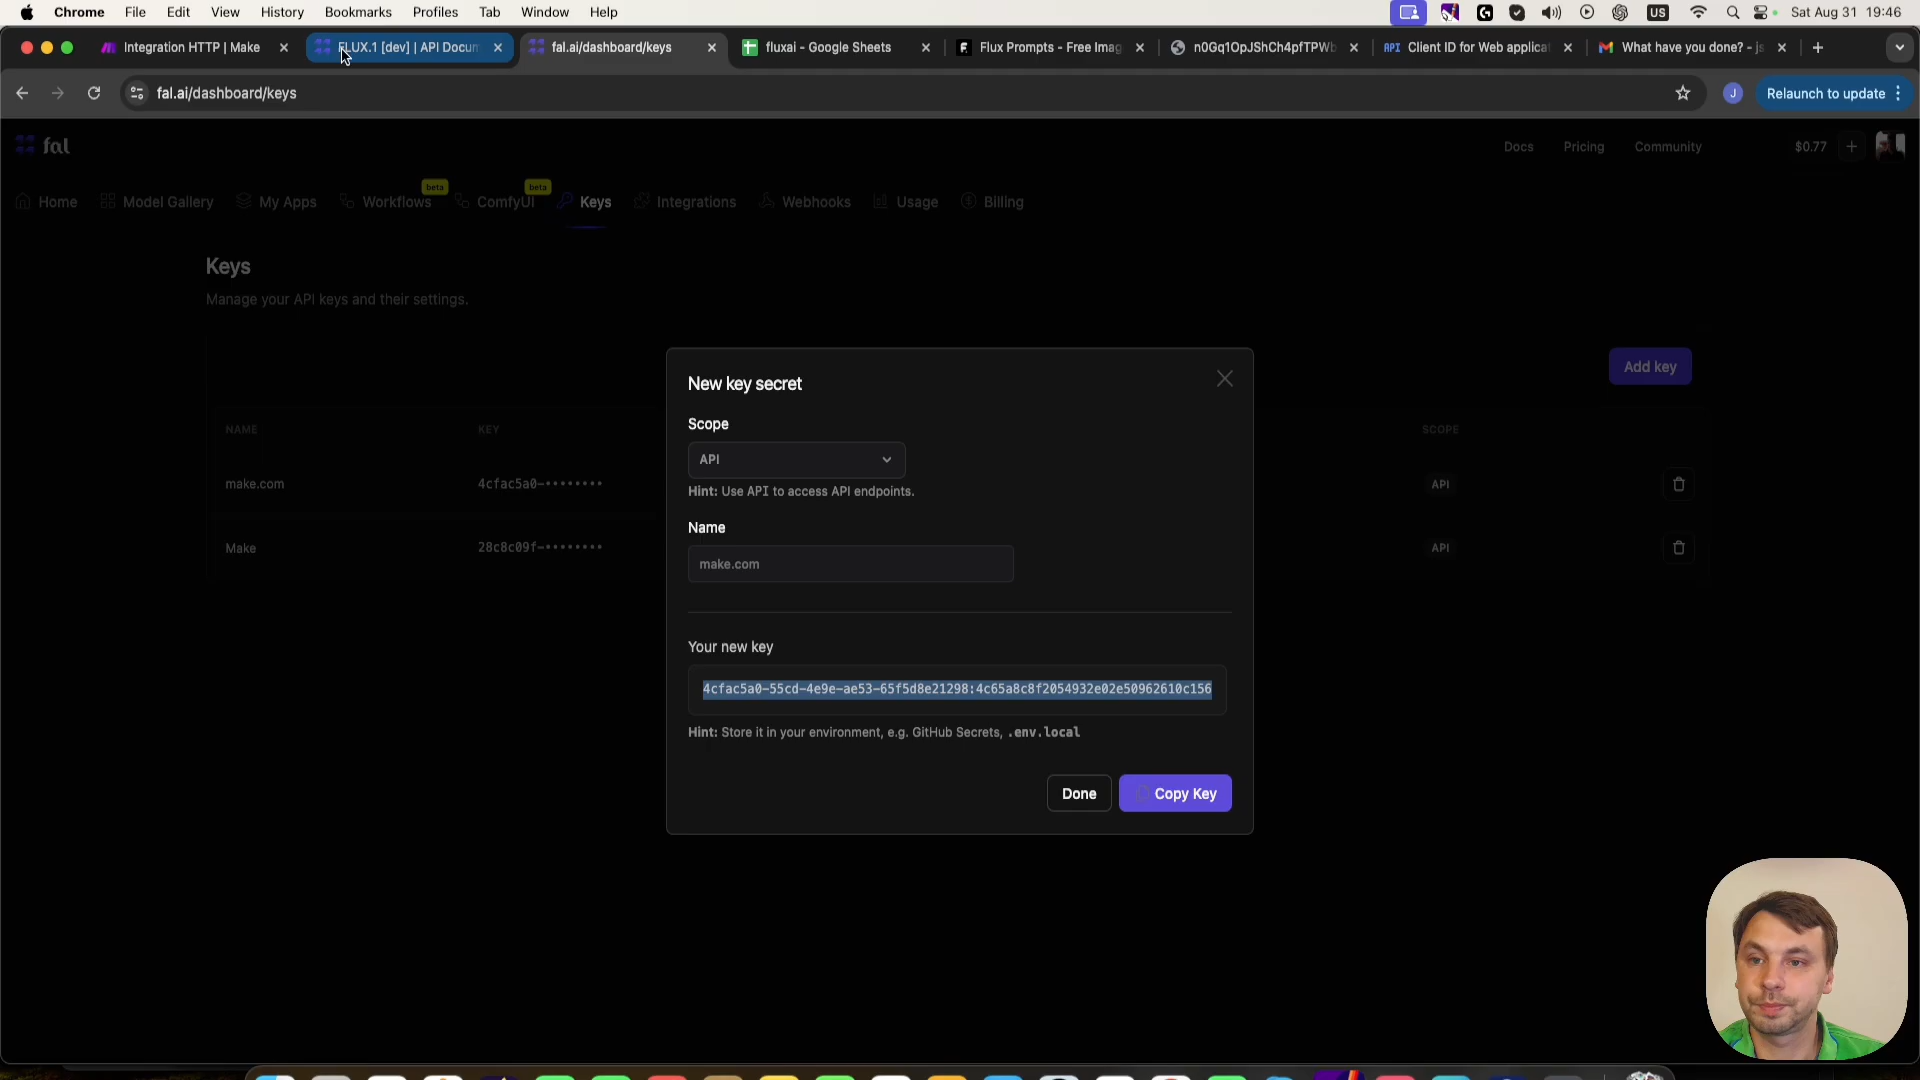 Chrome File Edit View History Bookmarks Profiles Tab Window Help US Sat Aug 31 19:46
Integration HTTP | Make FLUX.1 [dev] | API Docum fal.ai/dashboard/keys fluxai - Google Sheets Flux Prompts - Free Imag n0Gq1OpJShCh4pfTPWb API Client ID for Web applicat What have you done? - js
fal.ai/dashboard/keys J Relaunch to update
fal Docs Pricing Community $0.77
Home Model Gallery My Apps Workflows beta ComfyUI beta Keys Integrations Webhooks Usage Billing
Keys
Manage your API keys and their settings.
Add key
NAME KEY SCOPE
make.com 4cfac5a0-•••••••• API
Make 28c8c09f-•••••••• API
New key secret
Scope
API
Hint: Use API to access API endpoints.
Name
make.com
Your new key
4cfac5a0-55cd-4e9e-ae53-65f5d8e21298:4c65a8c8f2054932e02e50962610c156
Hint: Store it in your environment, e.g. GitHub Secrets, .env.local
Done Copy Key